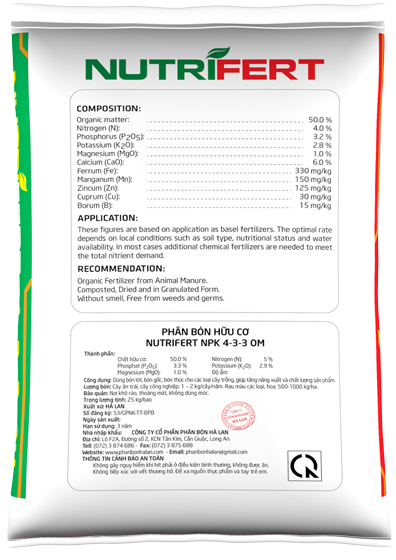 NUTRIFERT
COMPOSITION:
Organic matter: 50.0 %
Nitrogen (N): 4.0 %
Phosphorus (P2O5): 3.2 %
Potassium (K2O): 2.8 %
Magnesium (MgO): 1.0 %
Calcium (CaO): 6.0 %
Ferrum (Fe): 330 mg/kg
Manganum (Mn): 150 mg/kg
Zincum (Zn): 125 mg/kg
Cuprum (Cu): 30 mg/kg
Borum (B): 15 mg/kg
APPLICATION:
These figures are based on application as basel fertilizers. The optimal rate
depends on local conditions such as soil type, nutritional status and water
availability. In most cases additional chemical fertilizers are needed to meet
the total nitrient demand.
RECOMMENDATION:
Organic Fertilizer from Animal Manure.
Composted, Dried and in Granulated Form.
Without smell, Free from weeds and germs.
PHÂN BÓN HỮU CƠ
NUTRIFERT NPK 4-3-3 OM
Thành phần:
Chất hữu cơ: 50.0 % Nitrogen (N): 5 %
Phosphat (P2O5): 3.3 % Potassium (K2O): 2.9 %
Magnesium (MgO): 1.0 % Độ ẩm
Công dụng: Dùng bón lót, bón gốc, bón thúc cho các loại cây trồng, giúp tăng năng xuất và chất lượng sản phẩm.
Lượng bón: Cây ăn trái, cây công nghiệp: 1 – 2 kg/cây/năm. Rau màu các loại, hoa: 500-1000 kg/ha.
Bảo quản: Nơi khô ráo, thoáng mát, không dùng móc.
Trọng lượng tịnh: 25 kg/bao
Xuất xứ: HÀ LAN
Số đăng ký: 53/GPNK-TT-ĐPB
Ngày sản xuất:
Hạn sử dụng: 3 năm
Nhà nhập khẩu: CÔNG TY CỔ PHẦN PHÂN BÓN HÀ LAN
Địa chỉ: Lô F2A, Đường số 2, KCN Tân Kim, Cần Giuộc, Long An
Tell: (072) 3 874 686 - Fax: (072) 3 875 688
Website: www.phanbonhalan.com - Email: phanbonhalan@gmail.com
THÔNG TIN CẢNH BÁO AN TOÀN
Không gây nguy hiểm khi hít phải ở điều kiện bình thường, không được ăn.
Không tiếp xúc với vết thương hở. Để xa nguồn thực phẩm và tay trẻ em.
HÀ LAN